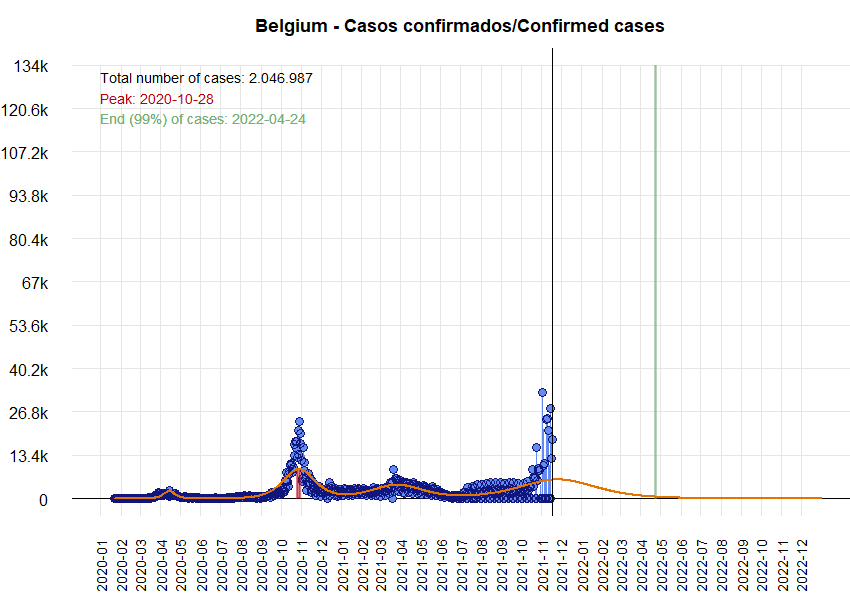 Belgium - Casos confirmados/Confirmed cases
134k
120.6k
107.2k
93.8k
80.4k
67k
53.6k
40.2k
26.8k
13.4k
0
Total number of cases: 2.046.987
Peak: 2020-10-28
End (99%) of cases: 2022-04-24
2020-01
2020-02
2020-03
2020-04
2020-05
2020-06
2020-07
2020-08
2020-09
2020-10
2020-11
2020-12
2021-01
2021-02
2021-03
2021-04
2021-05
2021-06
2021-07
2021-08
2021-09
2021-10
2021-11
2021-12
2022-01
2022-02
2022-03
2022-04
2022-05
2022-06
2022-07
2022-08
2022-09
2022-10
2022-11
2022-12